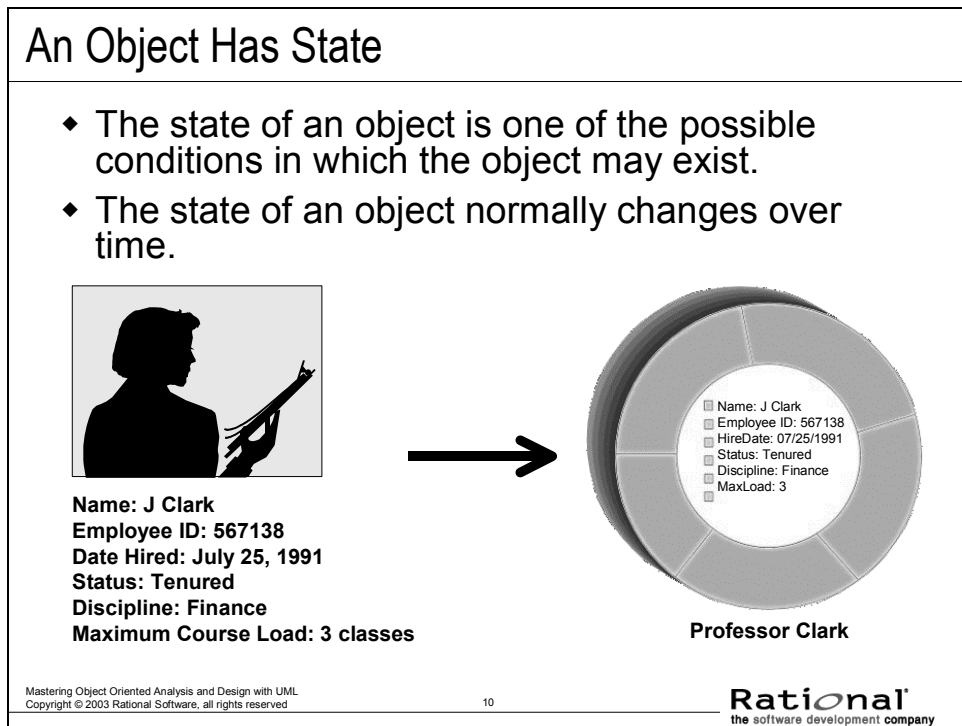 An Object Has State
◆ The state of an object is one of the possible
conditions in which the object may exist.
◆ The state of an object normally changes over
time.
Name: J Clark
Employee ID: 567138
Date Hired: July 25, 1991
Status: Tenured
Discipline: Finance
Maximum Course Load: 3 classes
Name: J Clark
Employee ID: 567138
HireDate: 07/25/1991
Status: Tenured
Discipline: Finance
MaxLoad: 3
Professor Clark
Mastering Object Oriented Analysis and Design with UML
Copyright © 2003 Rational Software, all rights reserved
10
Rational
the software development company